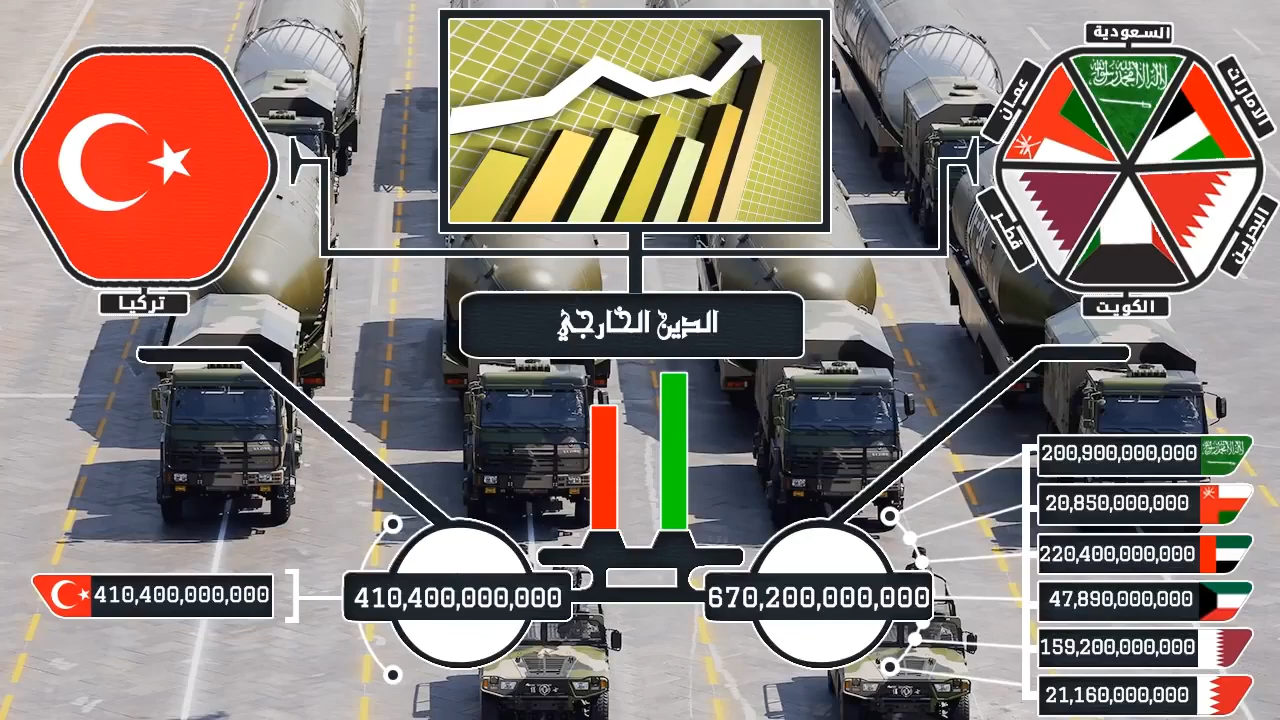 السعودية
عمان
الامارات
قطر
البحرين
تركيا
الكويت
الدين الخارجي
200,900,000,000
20,850,000,000
220,400,000,000
410,400,000,000
410,400,000,000
670,200,000,000
47,890,000,000
159,200,000,000
21,160,000,000